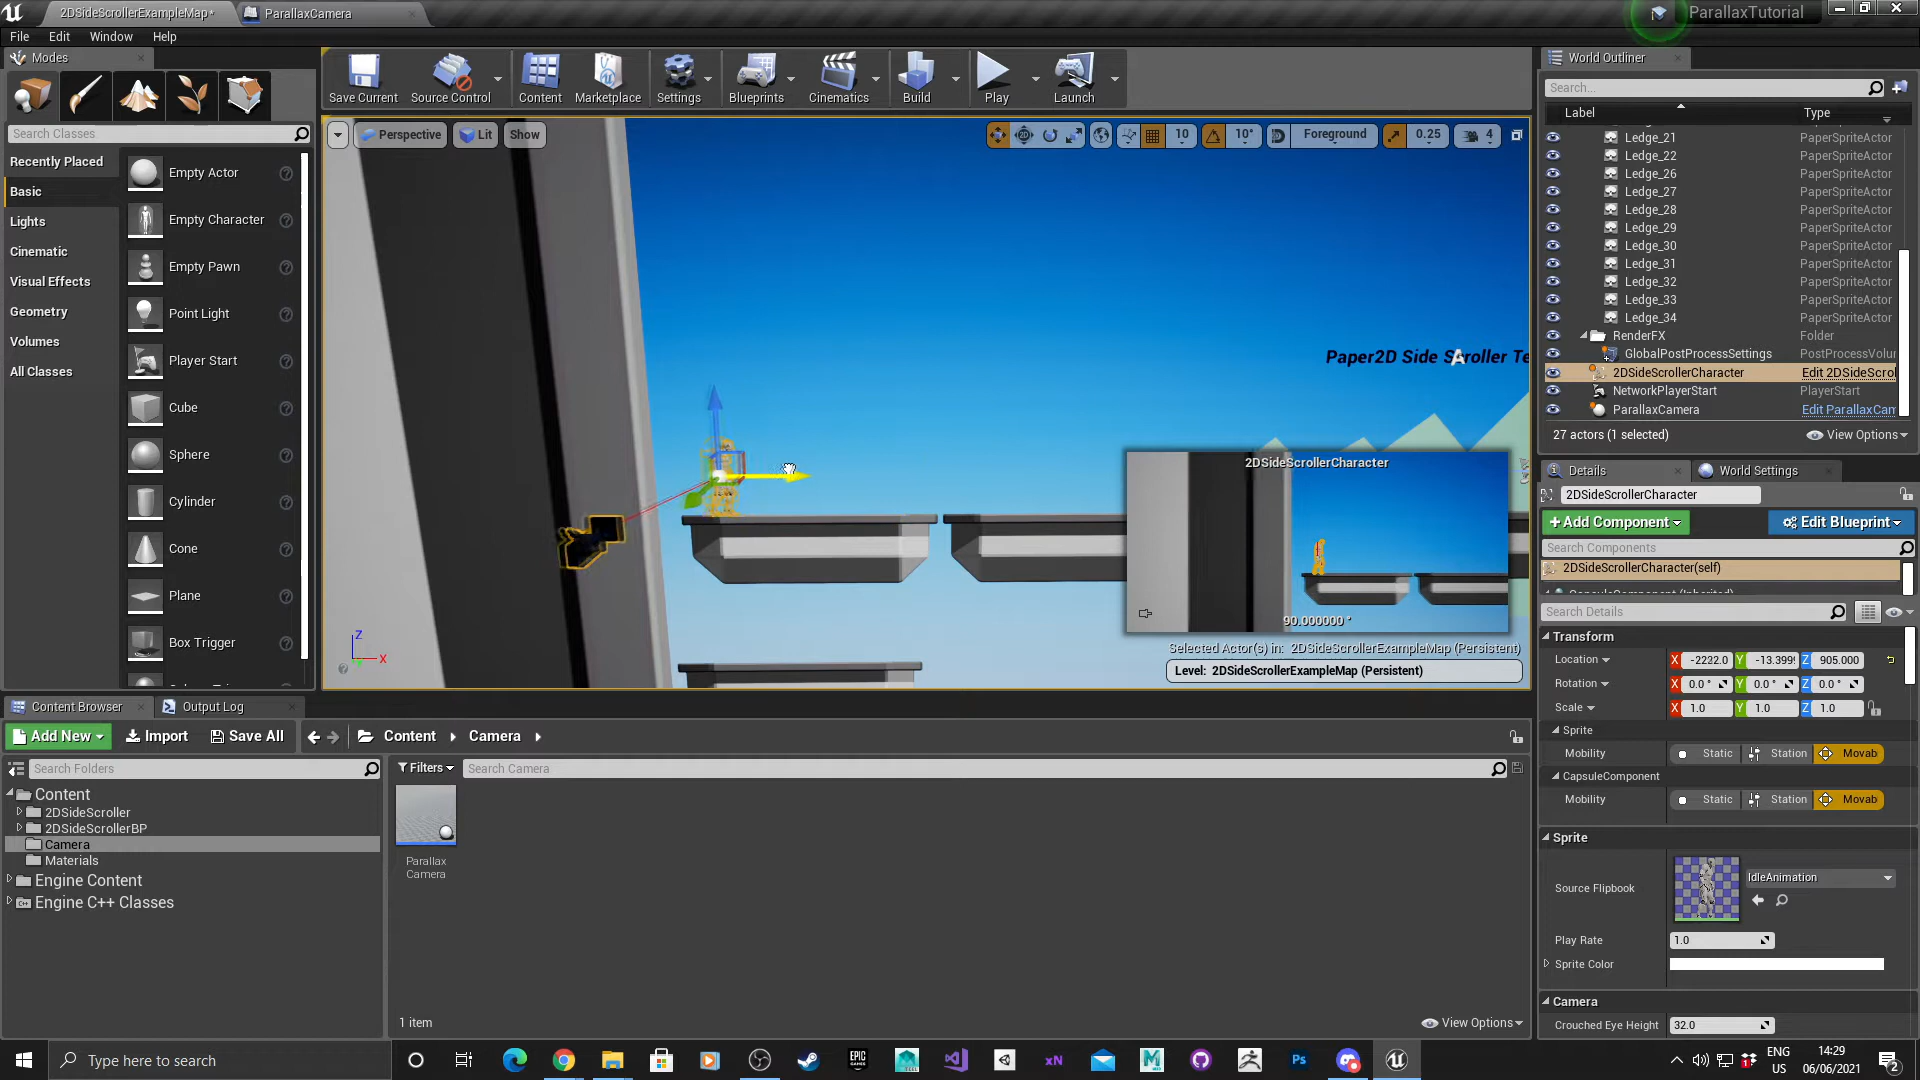 2DSideScrollerExampleMap*
ParallaxCamera
ParallaxTutorial
File
Edit
Window
Help
Modes
Save Current
Source Control
Content
Marketplace
Settings
Blueprints
Cinematics
Build
Play
Launch
World Outliner
Search...
Label
Type
Search Classes
Recently Placed
Basic
Lights
Cinematic
Visual Effects
Geometry
Volumes
All Classes
Empty Actor
Empty Character
Empty Pawn
Point Light
Player Start
Cube
Sphere
Cylinder
Cone
Plane
Box Trigger
Perspective
Lit
Show
10
10°
Foreground
0.25
4
Paper2D Side Scroller Te
2DSideScrollerCharacter
90.000000 °
Selected Actor(s) in: 2DSideScrollerExampleMap (Persistent)
Level: 2DSideScrollerExampleMap (Persistent)
Z
X
Ledge_21 PaperSpriteActor
Ledge_22 PaperSpriteActor
Ledge_26 PaperSpriteActor
Ledge_27 PaperSpriteActor
Ledge_28 PaperSpriteActor
Ledge_29 PaperSpriteActor
Ledge_30 PaperSpriteActor
Ledge_31 PaperSpriteActor
Ledge_32 PaperSpriteActor
Ledge_33 PaperSpriteActor
Ledge_34 PaperSpriteActor
RenderFX Folder
GlobalPostProcessSettings PostProcessVolu
2DSideScrollerCharacter Edit 2DSideScrol
NetworkPlayerStart PlayerStart
ParallaxCamera Edit ParallaxCam
27 actors (1 selected)
View Options
Details
World Settings
2DSideScrollerCharacter
+Add Component
Edit Blueprint
Search Components
2DSideScrollerCharacter(self)
Search Details
Transform
Location X -2232.0 Y -13.399 Z 905.000
Rotation X 0.0 ° Y 0.0 ° Z 0.0 °
Scale X 1.0 Y 1.0 Z 1.0
Sprite
Mobility Static Station Movab
CapsuleComponent
Mobility Static Station Movab
Sprite
Source Flipbook
IdleAnimation
Play Rate 1.0
Sprite Color
Camera
Crouched Eye Height 32.0
Content Browser
Output Log
Add New
Import
Save All
Content
Camera
Search Folders
Filters
Search Camera
Content
2DSideScroller
2DSideScrollerBP
Camera
Materials
Engine Content
Engine C++ Classes
Parallax
Camera
1 item
View Options
Type here to search
EPIC
GAMES
xN
M
Ps
ENG
US
14:29
06/06/2021
2